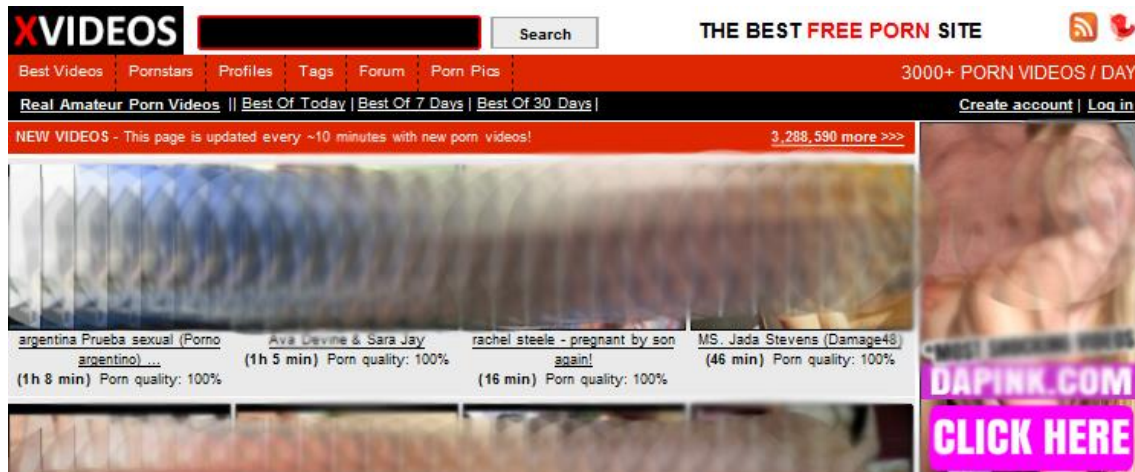 XVIDEOS
Search
THE BEST FREE PORN SITE
Best Videos Pornstars Profiles Tags Forum Porn Pics
3000+ PORN VIDEOS / DAY
Real Amateur Porn Videos || Best Of Today | Best Of 7 Days | Best Of 30 Days |
Create account | Log in
NEW VIDEOS - This page is updated every ~10 minutes with new porn videos!
3,288,590 more >>>
argentina Prueba sexual (Porno
argentino) ...
(1h 8 min) Porn quality: 100%
Ava Devine & Sara Jay
(1h 5 min) Porn quality: 100%
rachel steele - pregnant by son
again!
(16 min) Porn quality: 100%
MS. Jada Stevens (Damage48)
(46 min) Porn quality: 100%
VIDEOS
DAPINK.COM
CLICK HERE